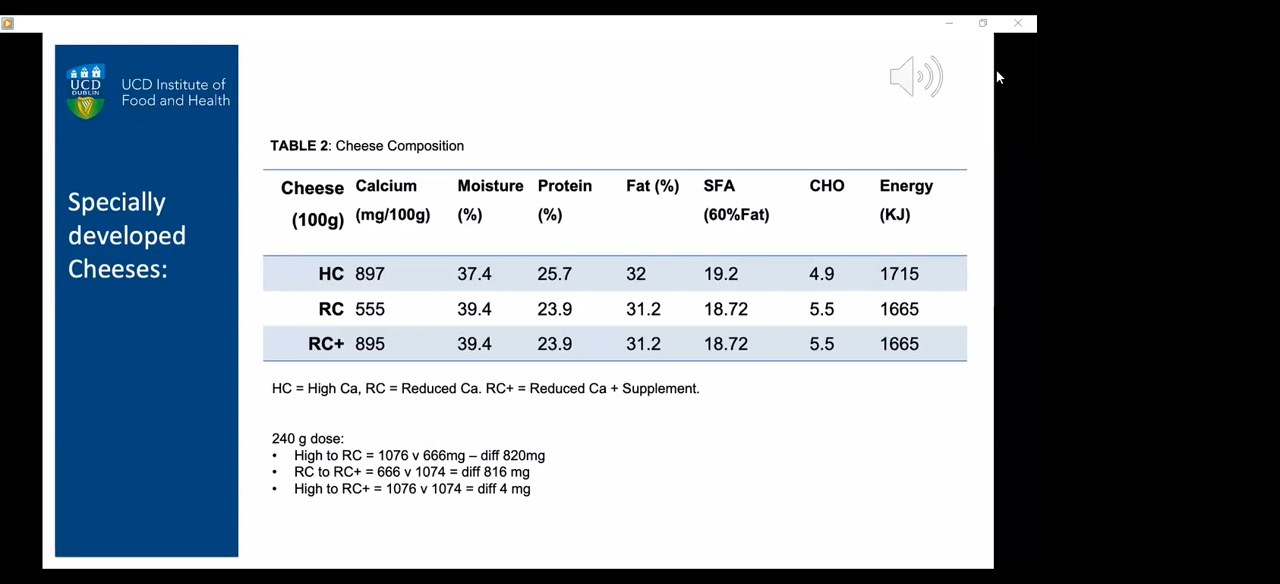 UCD
DUBLIN
UCD Institute of
Food and Health
Specially
developed
Cheeses:
TABLE 2: Cheese Composition
Cheese Calcium Moisture Protein Fat (%) SFA CHO Energy
(100g) (mg/100g) (%) (%) (60%Fat) (KJ)
HC 897 37.4 25.7 32 19.2 4.9 1715
RC 555 39.4 23.9 31.2 18.72 5.5 1665
RC+ 895 39.4 23.9 31.2 18.72 5.5 1665
HC = High Ca, RC = Reduced Ca. RC+ = Reduced Ca + Supplement.
240 g dose:
• High to RC = 1076 v 666mg – diff 820mg
• RC to RC+ = 666 v 1074 = diff 816 mg
• High to RC+ = 1076 v 1074 = diff 4 mg